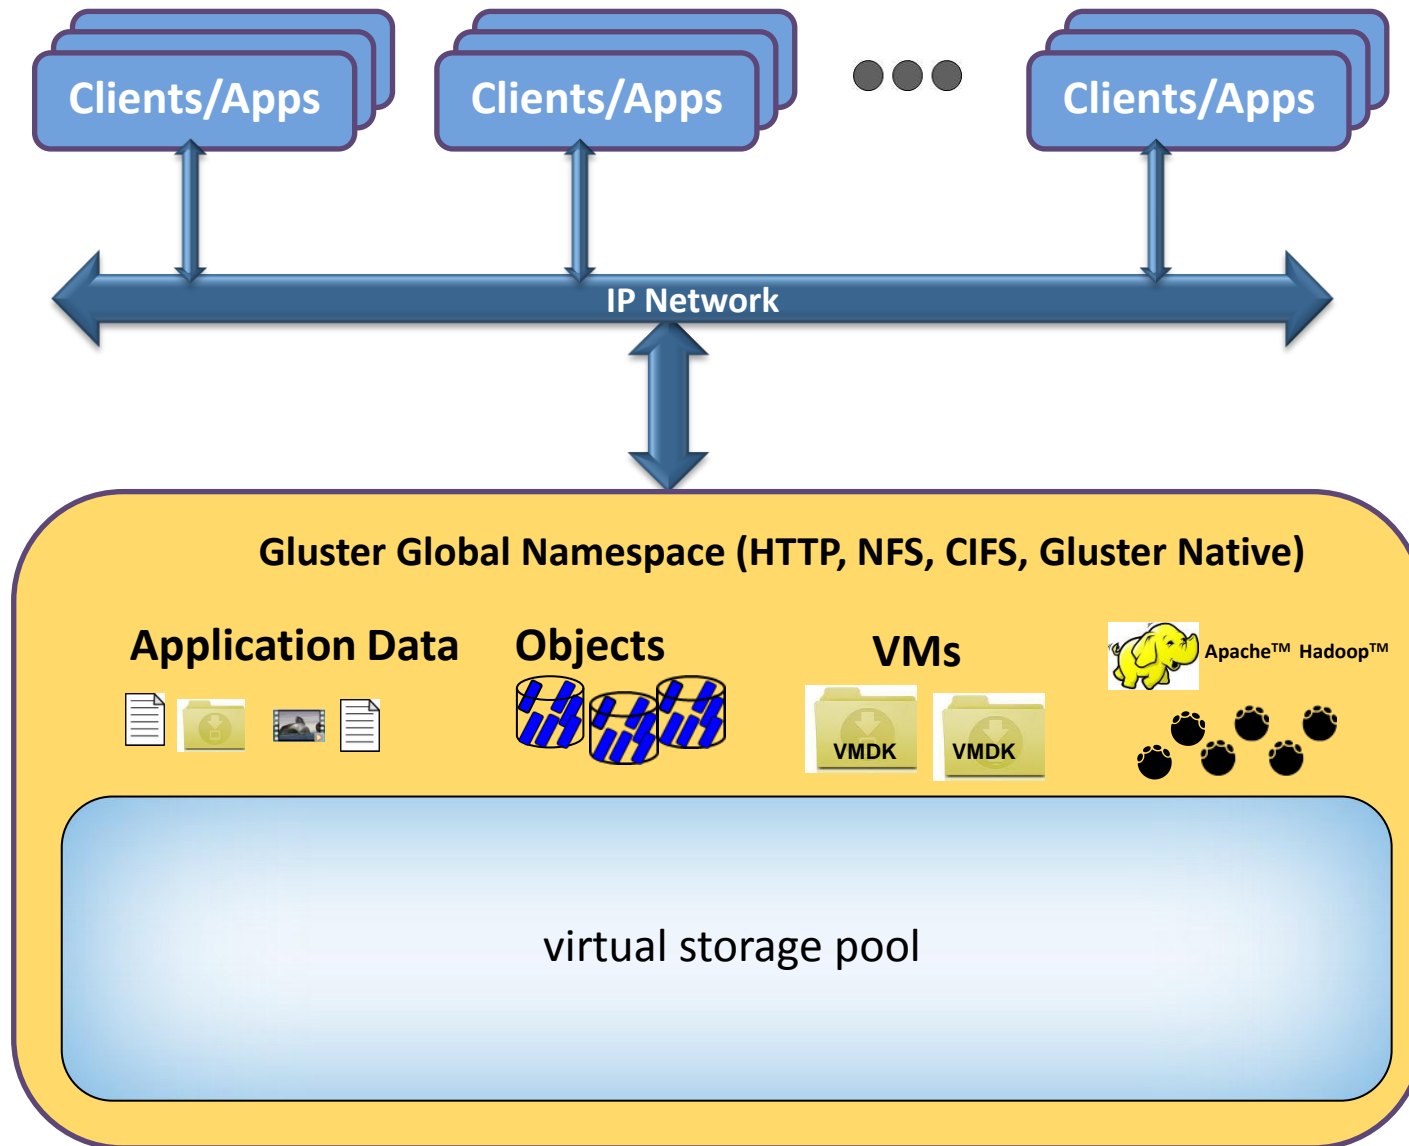 Clients/Apps
Clients/Apps
Clients/Apps
IP Network
Gluster Global Namespace (HTTP, NFS, CIFS, Gluster Native)
Application Data
Objects
VMs
Apache™ Hadoop™
VMDK
VMDK
virtual storage pool